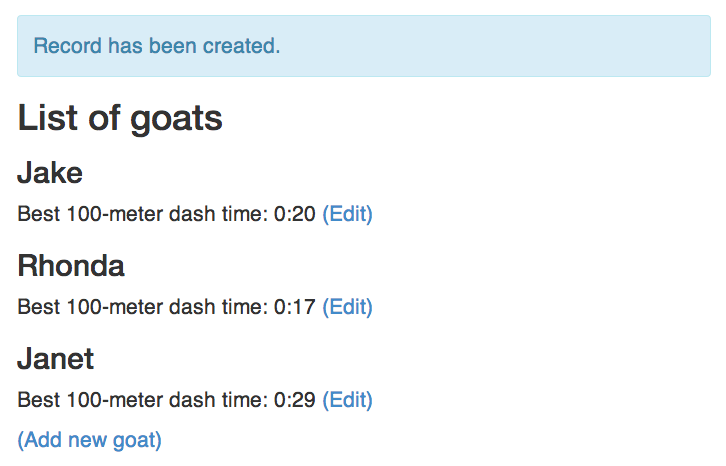 Record has been created.
List of goats
Jake
Best 100-meter dash time: 0:20 (Edit)
Rhonda
Best 100-meter dash time: 0:17 (Edit)
Janet
Best 100-meter dash time: 0:29 (Edit)
(Add new goat)